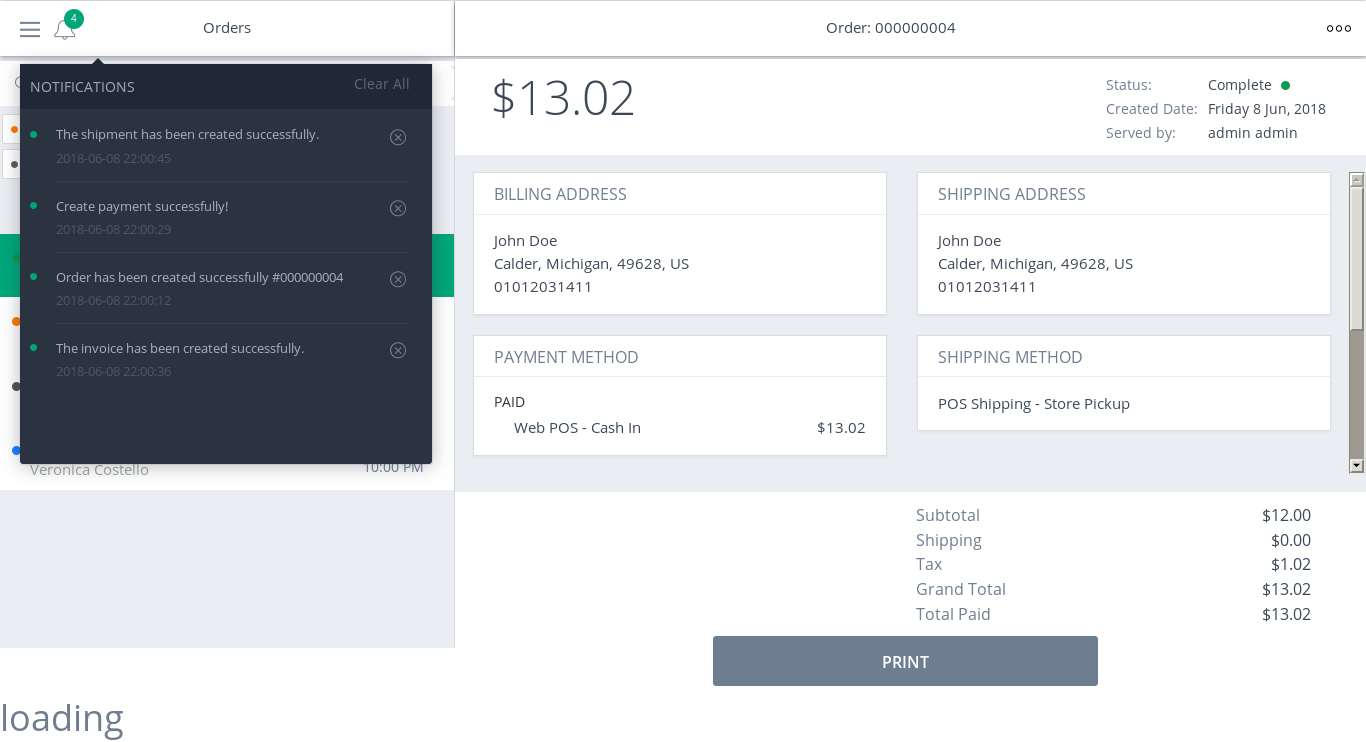 4
Orders
NOTIFICATIONS
Clear All
The shipment has been created successfully.
2018-06-08 22:00:45
Create payment successfully!
2018-06-08 22:00:29
Order has been created successfully #000000004
2018-06-08 22:00:12
The invoice has been created successfully.
2018-06-08 22:00:36
Veronica Costello
10:00 PM
Order: 000000004
$13.02
Status: Complete
Created Date: Friday 8 Jun, 2018
Served by: admin admin
BILLING ADDRESS
John Doe
Calder, Michigan, 49628, US
01012031411
SHIPPING ADDRESS
John Doe
Calder, Michigan, 49628, US
01012031411
PAYMENT METHOD
PAID
Web POS - Cash In $13.02
SHIPPING METHOD
POS Shipping - Store Pickup
Subtotal $12.00
Shipping $0.00
Tax $1.02
Grand Total $13.02
Total Paid $13.02
PRINT
loading